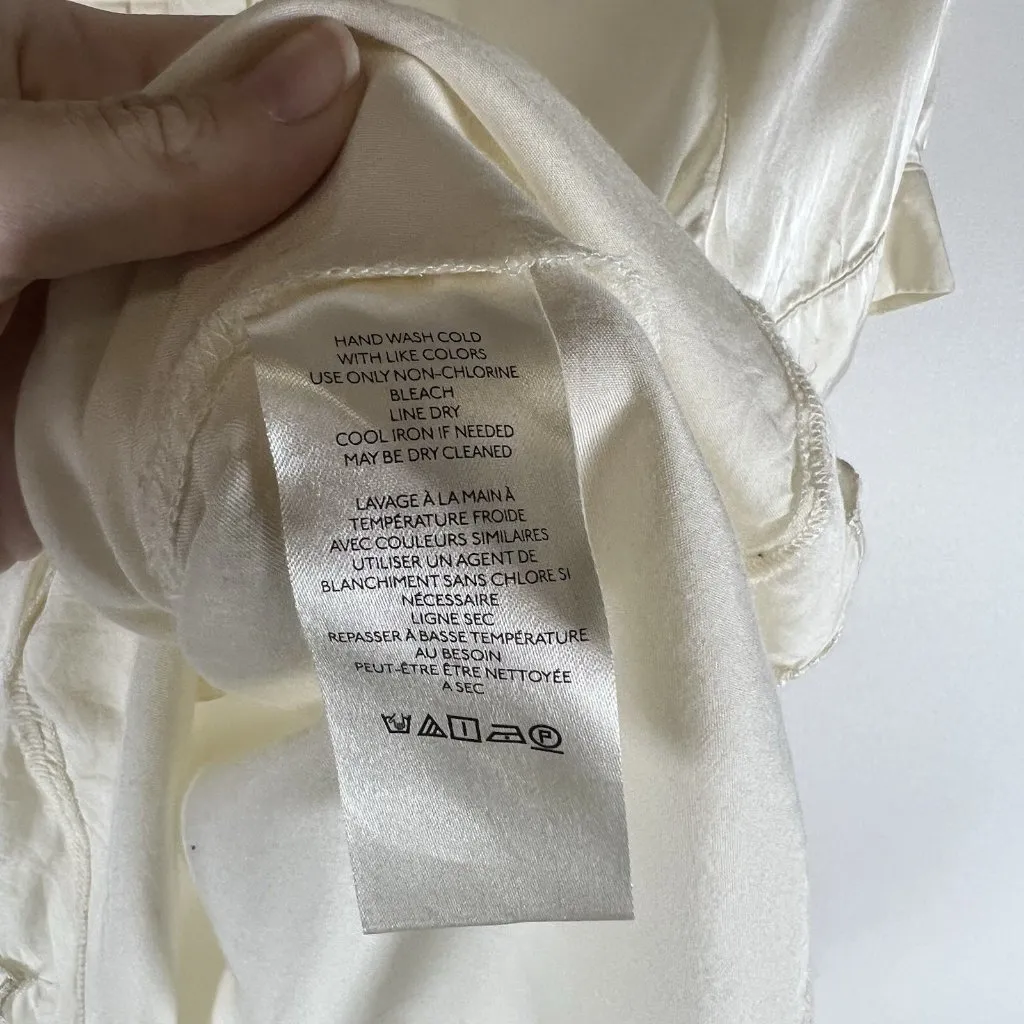 HAND WASH COLD
WITH LIKE COLORS
USE ONLY NON-CHLORINE
BLEACH
LINE DRY
COOL IRON IF NEEDED
MAY BE DRY CLEANED
LAVAGE À LA MAIN À
TEMPÉRATURE FROIDE
AVEC COULEURS SIMILAIRES
UTILISER UN AGENT DE
BLANCHIMENT SANS CHLORE SI
NÉCESSAIRE
LIGNE SEC
REPASSER À BASSE TEMPÉRATURE
AU BESOIN
PEUT-ÊTRE ÊTRE NETTOYÉE
A SEC
P